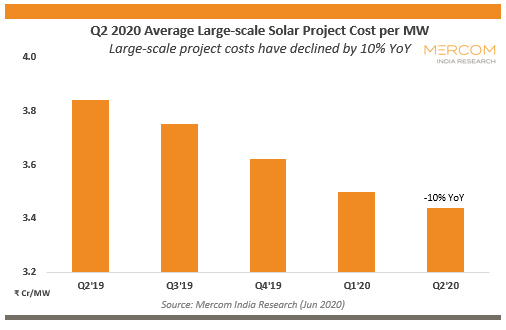 Q2 2020 Average Large-scale Solar Project Cost per MW
Large-scale project costs have declined by 10% YoY
MERCOM
INDIA RESEARCH
4.0
3.8
3.6
3.4
3.2
-10% YoY
Q2'19
Q3'19
Q4'19
Q1'20
Q2'20
₹ Cr/MW
Source: Mercom India Research (Jun 2020)